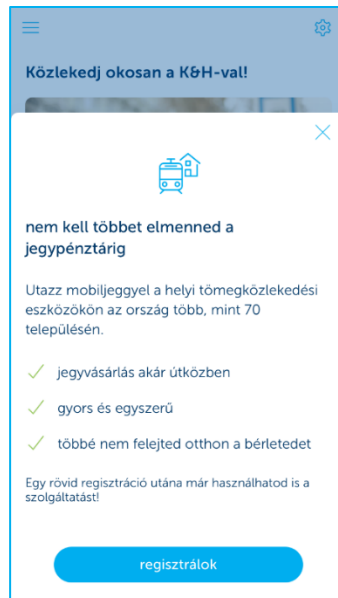 Közlekedj okosan a K&H-val!
nem kell többet elmenned a
jegypénztárig
Utazz mobiljeggyel a helyi tömegközlekedési
eszközökön az ország több, mint 70
településén.
jegyvásárlás akár útközben
gyors és egyszerű
többé nem felejted otthon a bérletedet
Egy rövid regisztráció utána már használhatod is a
szolgáltatást!
regisztrálok